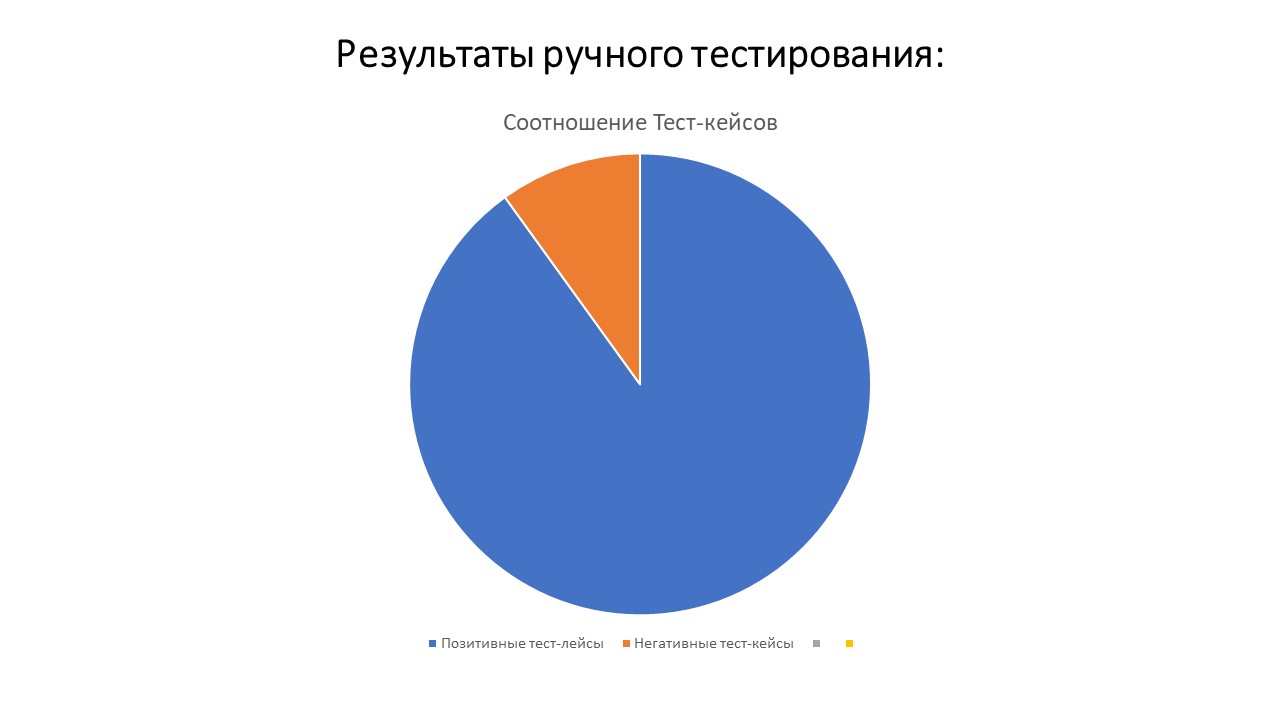 Результаты ручного тестирования:
Соотношение Тест-кейсов
Позитивные тест-лейсы Негативные тест-кейсы